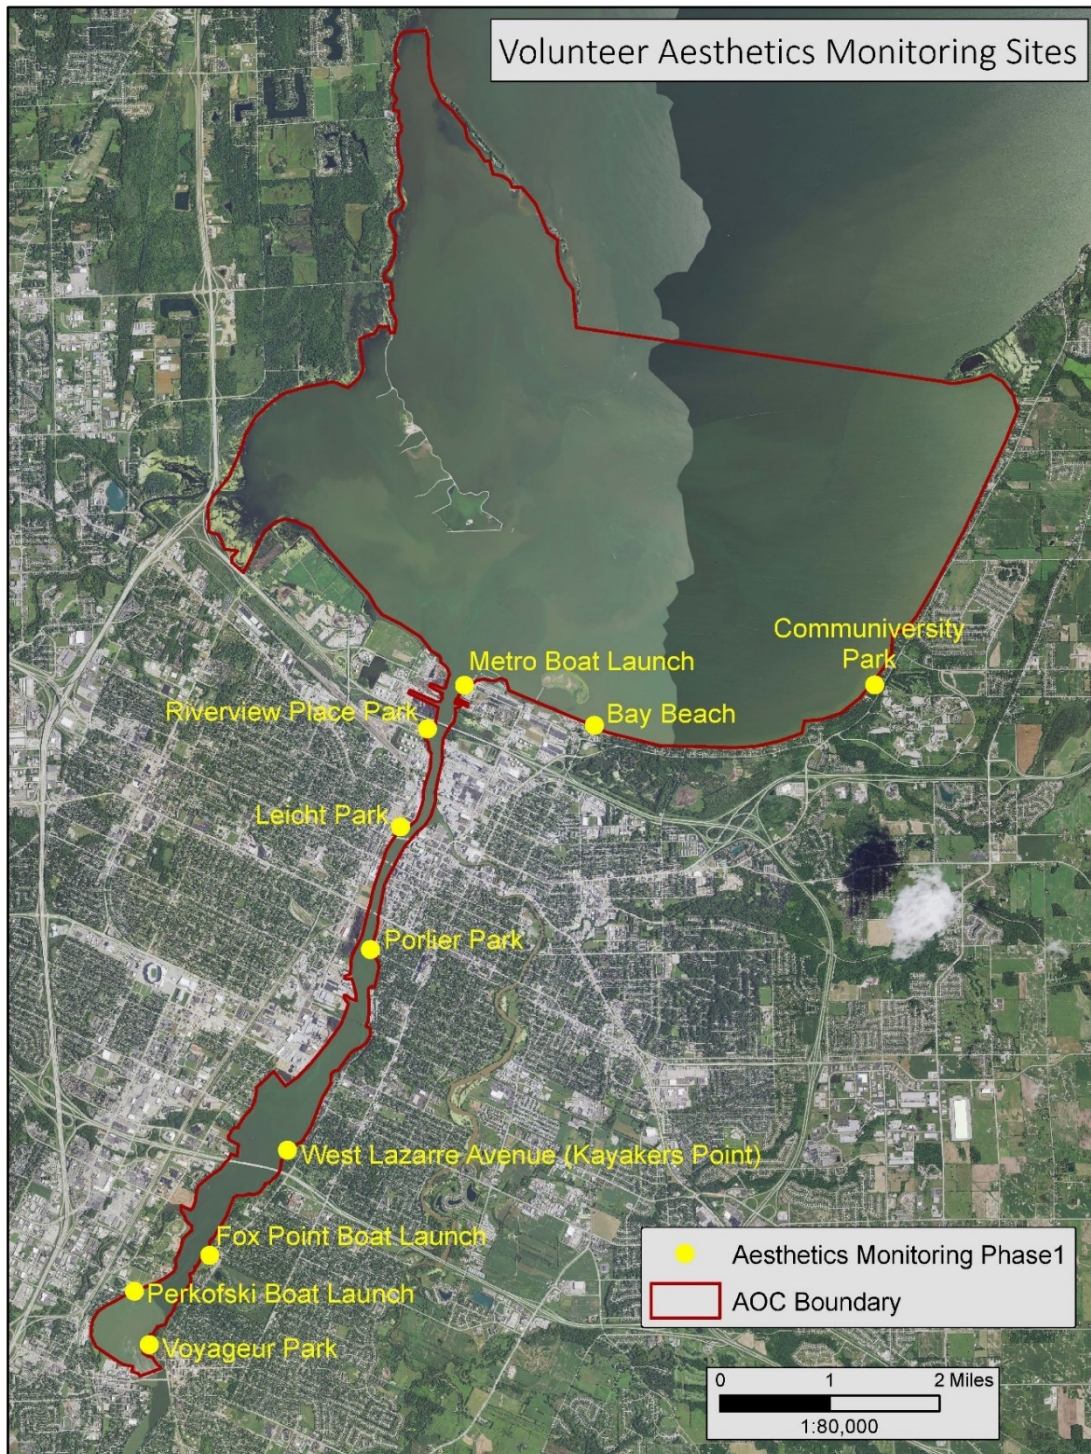 Volunteer Aesthetics Monitoring Sites
Communiversity
Park
Metro Boat Launch
Bay Beach
Riverview Place Park
Leicht Park
Porlier Park
West Lazarre Avenue (Kayakers Point)
Fox Point Boat Launch
Perkofski Boat Launch
Voyageur Park
Aesthetics Monitoring Phase1
AOC Boundary
0 1 2 Miles
1:80,000